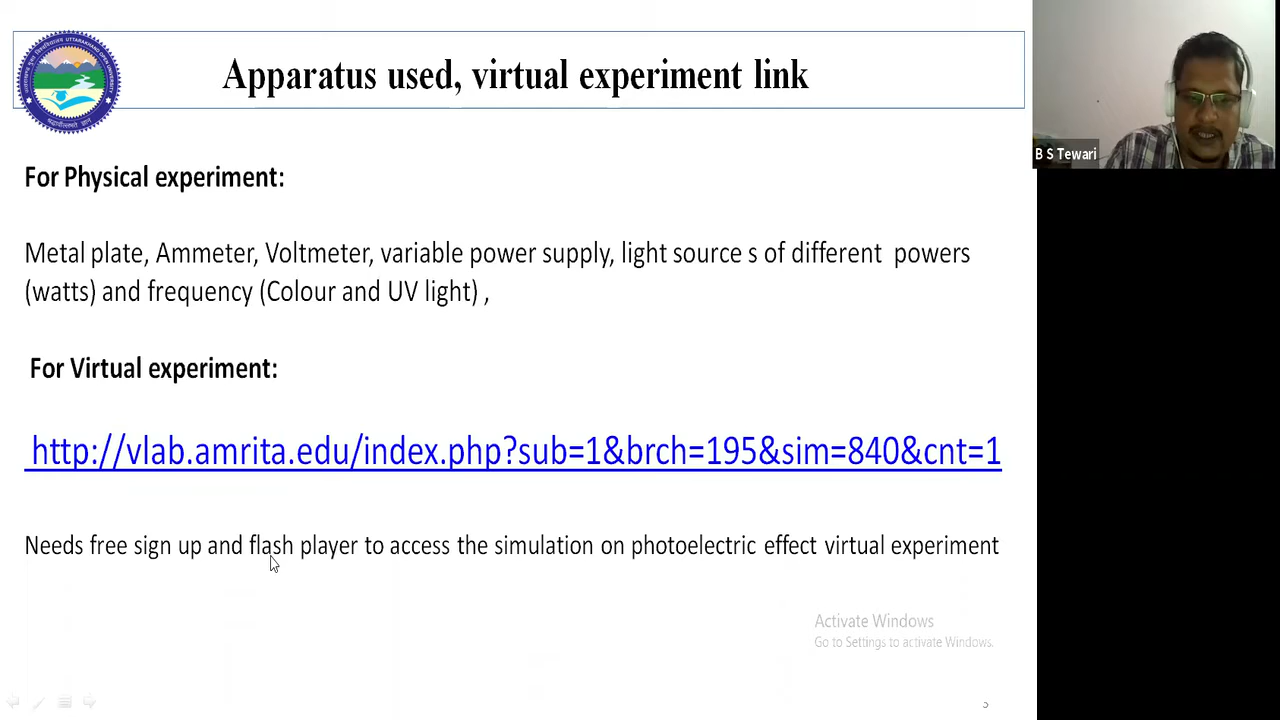 Apparatus used, virtual experiment link
B S Tewari
For Physical experiment:
Metal plate, Ammeter, Voltmeter, variable power supply, light source s of different powers
(watts) and frequency (Colour and UV light) ,
For Virtual experiment:
http://vlab.amrita.edu/index.php?sub=1&brch=195&sim=840&cnt=1
Needs free sign up and flash player to access the simulation on photoelectric effect virtual experiment
Activate Windows
Go to Settings to activate Windows.